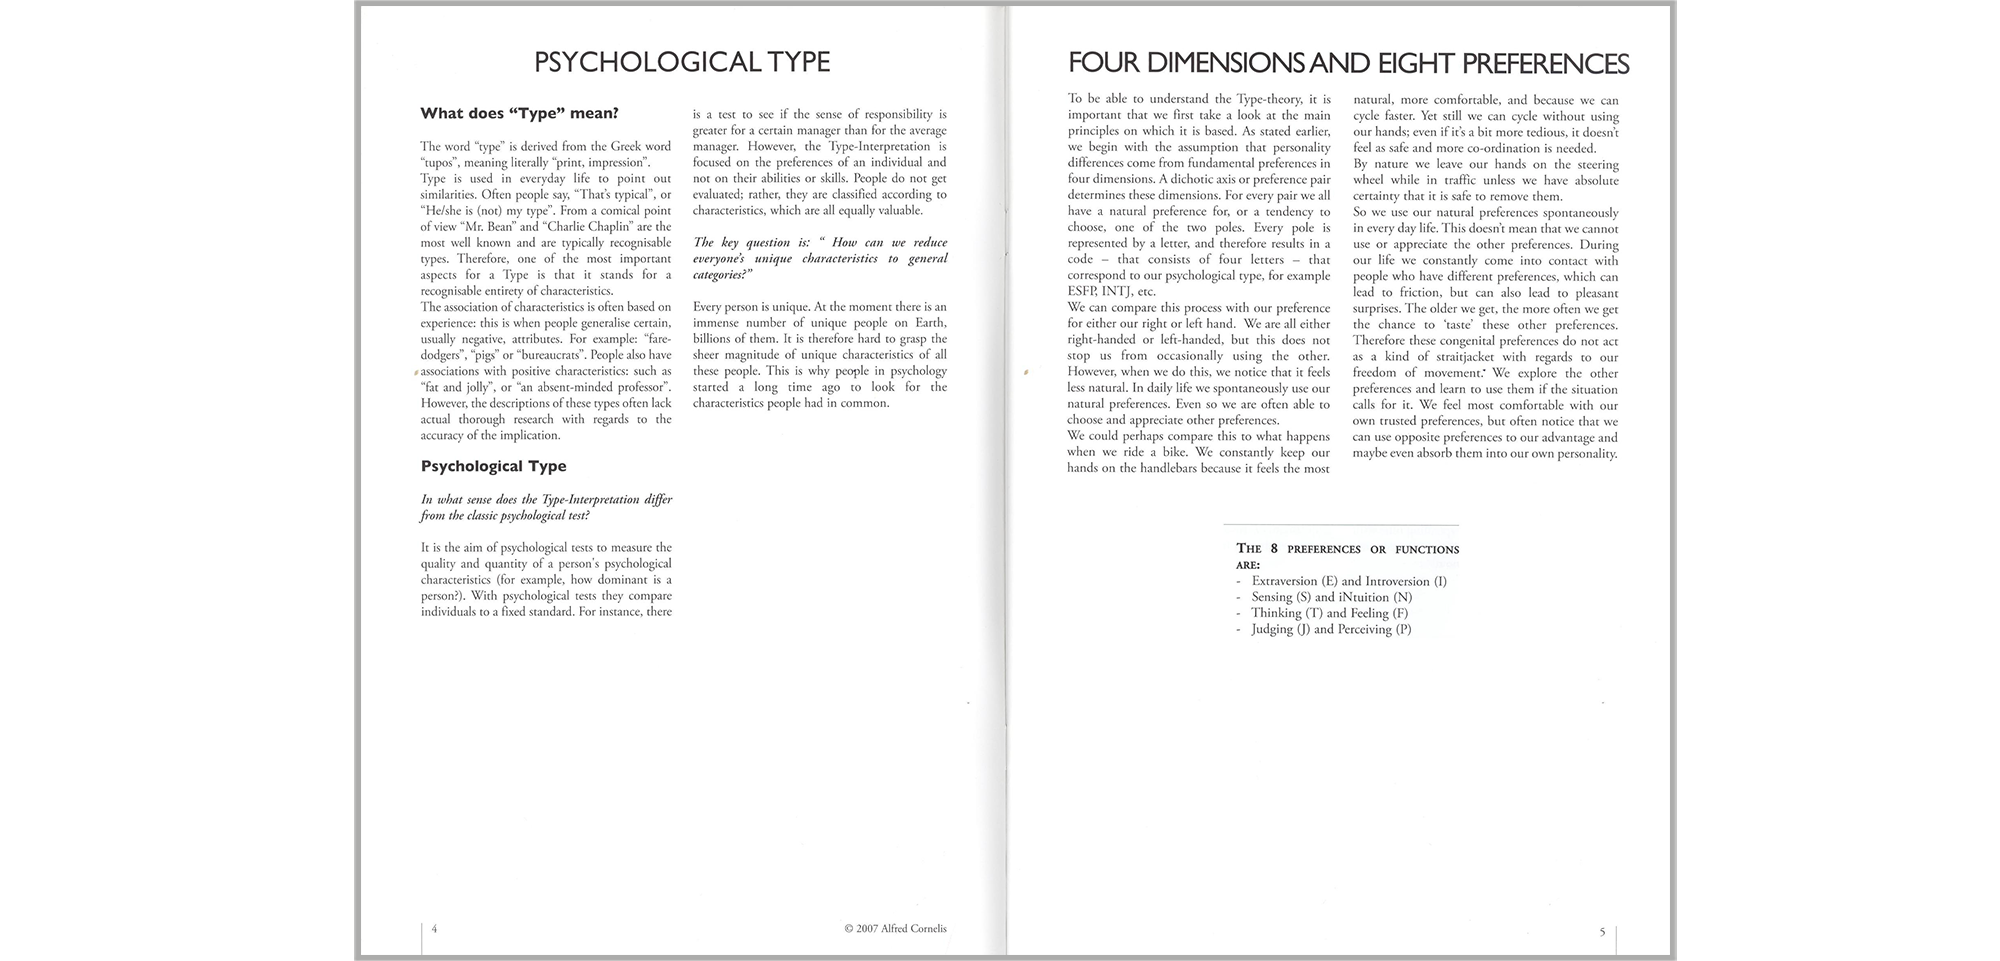 PSYCHOLOGICAL TYPE
What does “Type” mean?
The word “type” is derived from the Greek word
“tupos”, meaning literally “print, impression”.
Type is used in everyday life to point out
similarities. Often people say, “That’s typical”, or
“He/she is (not) my type”. From a comical point
of view “Mr. Bean” and “Charlie Chaplin” are the
most well known and are typically recognisable
types. Therefore, one of the most important
aspects for a Type is that it stands for a
recognisable entirety of characteristics.
The association of characteristics is often based on
experience: this is when people generalise certain,
usually negative, attributes. For example: “fare-
dodgers”, “pigs” or “bureaucrats”. People also have
associations with positive characteristics: such as
“fat and jolly”, or “an absent-minded professor”.
However, the descriptions of these types often lack
actual thorough research with regards to the
accuracy of the implication.
Psychological Type
In what sense does the Type-Interpretation differ
from the classic psychological test?
It is the aim of psychological tests to measure the
quality and quantity of a person’s psychological
characteristics (for example, how dominant is a
person?). With psychological tests they compare
individuals to a fixed standard. For instance, there
is a test to see if the sense of responsibility is
greater for a certain manager than for the average
manager. However, the Type-Interpretation is
focused on the preferences of an individual and
not on their abilities or skills. People do not get
evaluated; rather, they are classified according to
characteristics, which are all equally valuable.
The key question is: “ How can we reduce
everyone’s unique characteristics to general
categories?”
Every person is unique. At the moment there is an
immense number of unique people on Earth,
billions of them. It is therefore hard to grasp the
sheer magnitude of unique characteristics of all
these people. This is why people in psychology
started a long time ago to look for the
characteristics people had in common.
4
© 2007 Alfred Cornelis
FOUR DIMENSIONS AND EIGHT PREFERENCES
To be able to understand the Type-theory, it is
important that we first take a look at the main
principles on which it is based. As stated earlier,
we begin with the assumption that personality
differences come from fundamental preferences in
four dimensions. A dichotic axis or preference pair
determines these dimensions. For every pair we all
have a natural preference for, or a tendency to
choose, one of the two poles. Every pole is
represented by a letter, and therefore results in a
code – that consists of four letters – that
correspond to our psychological type, for example
ESFP, INTJ, etc.
We can compare this process with our preference
for either our right or left hand. We are all either
right-handed or left-handed, but this does not
stop us from occasionally using the other.
However, when we do this, we notice that it feels
less natural. In daily life we spontaneously use our
natural preferences. Even so we are often able to
choose and appreciate other preferences.
We could perhaps compare this to what happens
when we ride a bike. We constantly keep our
hands on the handlebars because it feels the most
natural, more comfortable, and because we can
cycle faster. Yet still we can cycle without using
our hands; even if it’s a bit more tedious, it doesn’t
feel as safe and more co-ordination is needed.
By nature we leave our hands on the steering
wheel while in traffic unless we have absolute
certainty that it is safe to remove them.
So we use our natural preferences spontaneously
in every day life. This doesn’t mean that we cannot
use or appreciate the other preferences. During
our life we constantly come into contact with
people who have different preferences, which can
lead to friction, but can also lead to pleasant
surprises. The older we get, the more often we get
the chance to ‘taste’ these other preferences.
Therefore these congenital preferences do not act
as a kind of straitjacket with regards to our
freedom of movement. We explore the other
preferences and learn to use them if the situation
calls for it. We feel most comfortable with our
own trusted preferences, but often notice that we
can use opposite preferences to our advantage and
maybe even absorb them into our own personality.
THE 8 PREFERENCES OR FUNCTIONS
ARE:
- Extraversion (E) and Introversion (I)
- Sensing (S) and iNtuition (N)
- Thinking (T) and Feeling (F)
- Judging (J) and Perceiving (P)
5